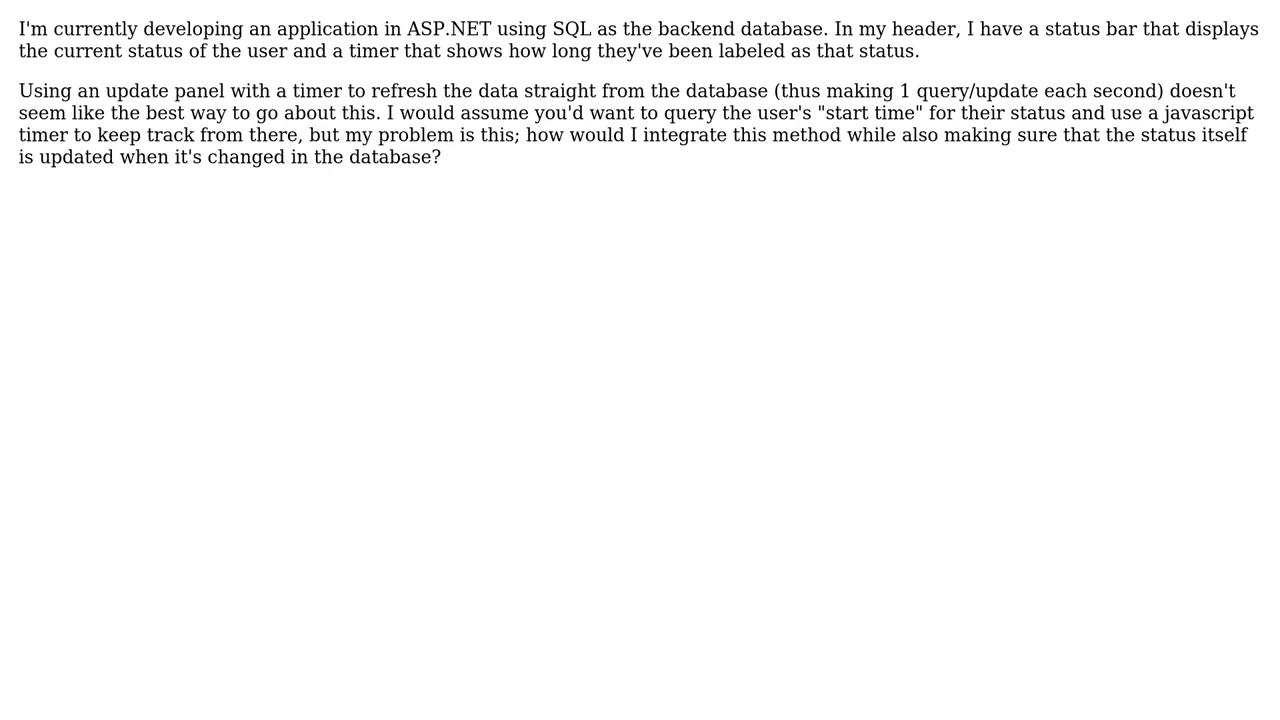 I'm currently developing an application in ASP.NET using SQL as the backend database. In my header, I have a status bar that displays
the current status of the user and a timer that shows how long they've been labeled as that status.
Using an update panel with a timer to refresh the data straight from the database (thus making 1 query/update each second) doesn't
seem like the best way to go about this. I would assume you'd want to query the user's "start time" for their status and use a javascript
timer to keep track from there, but my problem is this; how would I integrate this method while also making sure that the status itself
is updated when it's changed in the database?